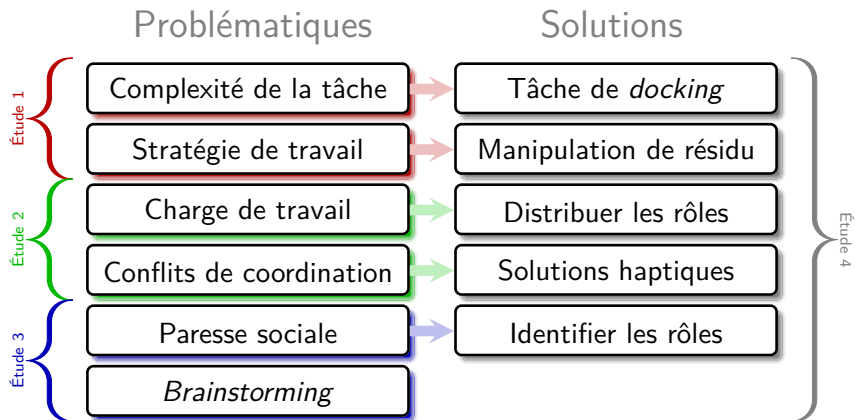 Problématiques
Solutions
Étude 1
Complexité de la tâche
Tâche de docking
Stratégie de travail
Manipulation de résidu
Étude 2
Charge de travail
Distribuer les rôles
Conflits de coordination
Solutions haptiques
Étude 3
Paresse sociale
Identifier les rôles
Brainstorming
Étude 4